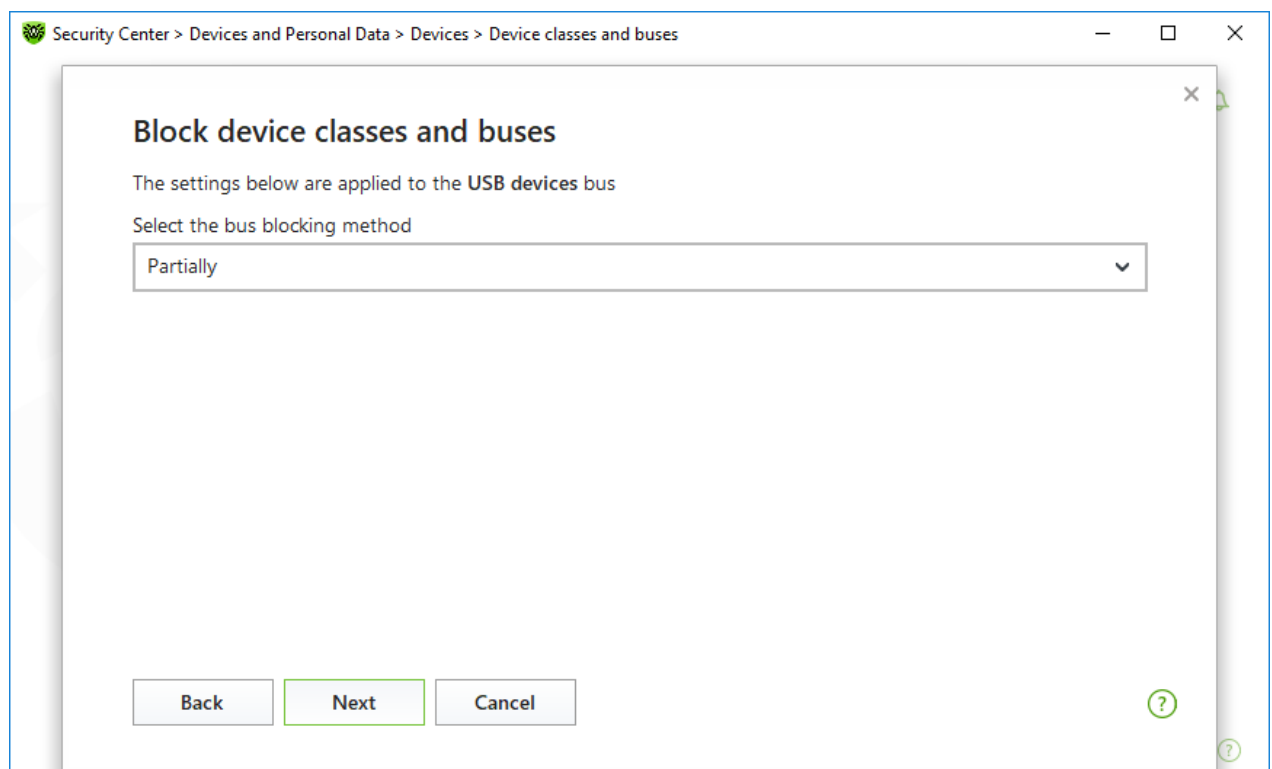 Security Center > Devices and Personal Data > Devices > Device classes and buses
Block device classes and buses
The settings below are applied to the USB devices bus
Select the bus blocking method
Partially
Back Next Cancel
?
?